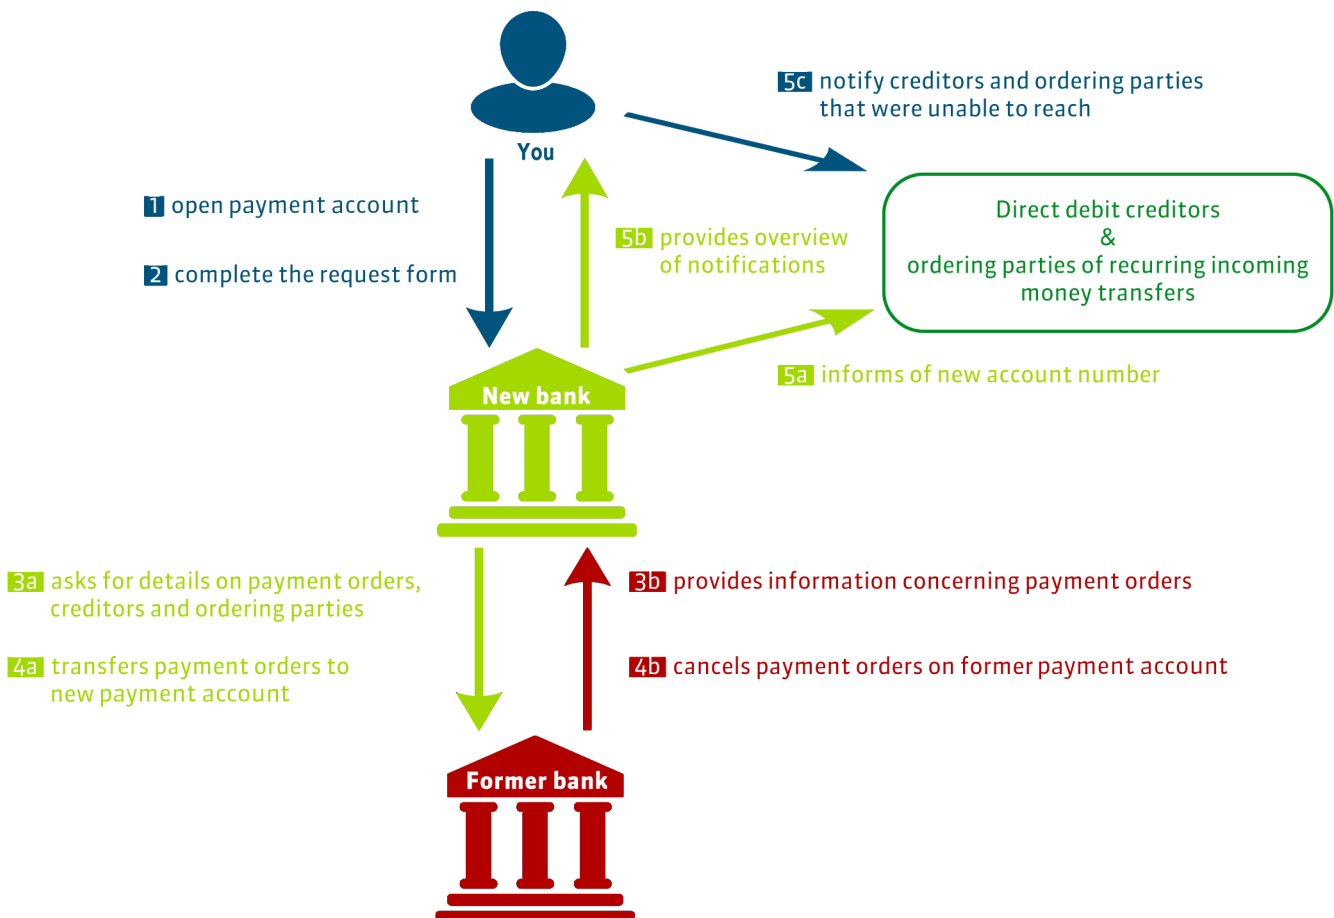 5c notify creditors and ordering parties
that were unable to reach
You
1 open payment account
2 complete the request form
5b provides overview
of notifications
Direct debit creditors
&
ordering parties of recurring incoming
money transfers
5a informs of new account number
New bank
3a asks for details on payment orders,
creditors and ordering parties
3b provides information concerning payment orders
4a transfers payment orders to
new payment account
4b cancels payment orders on former payment account
Former bank